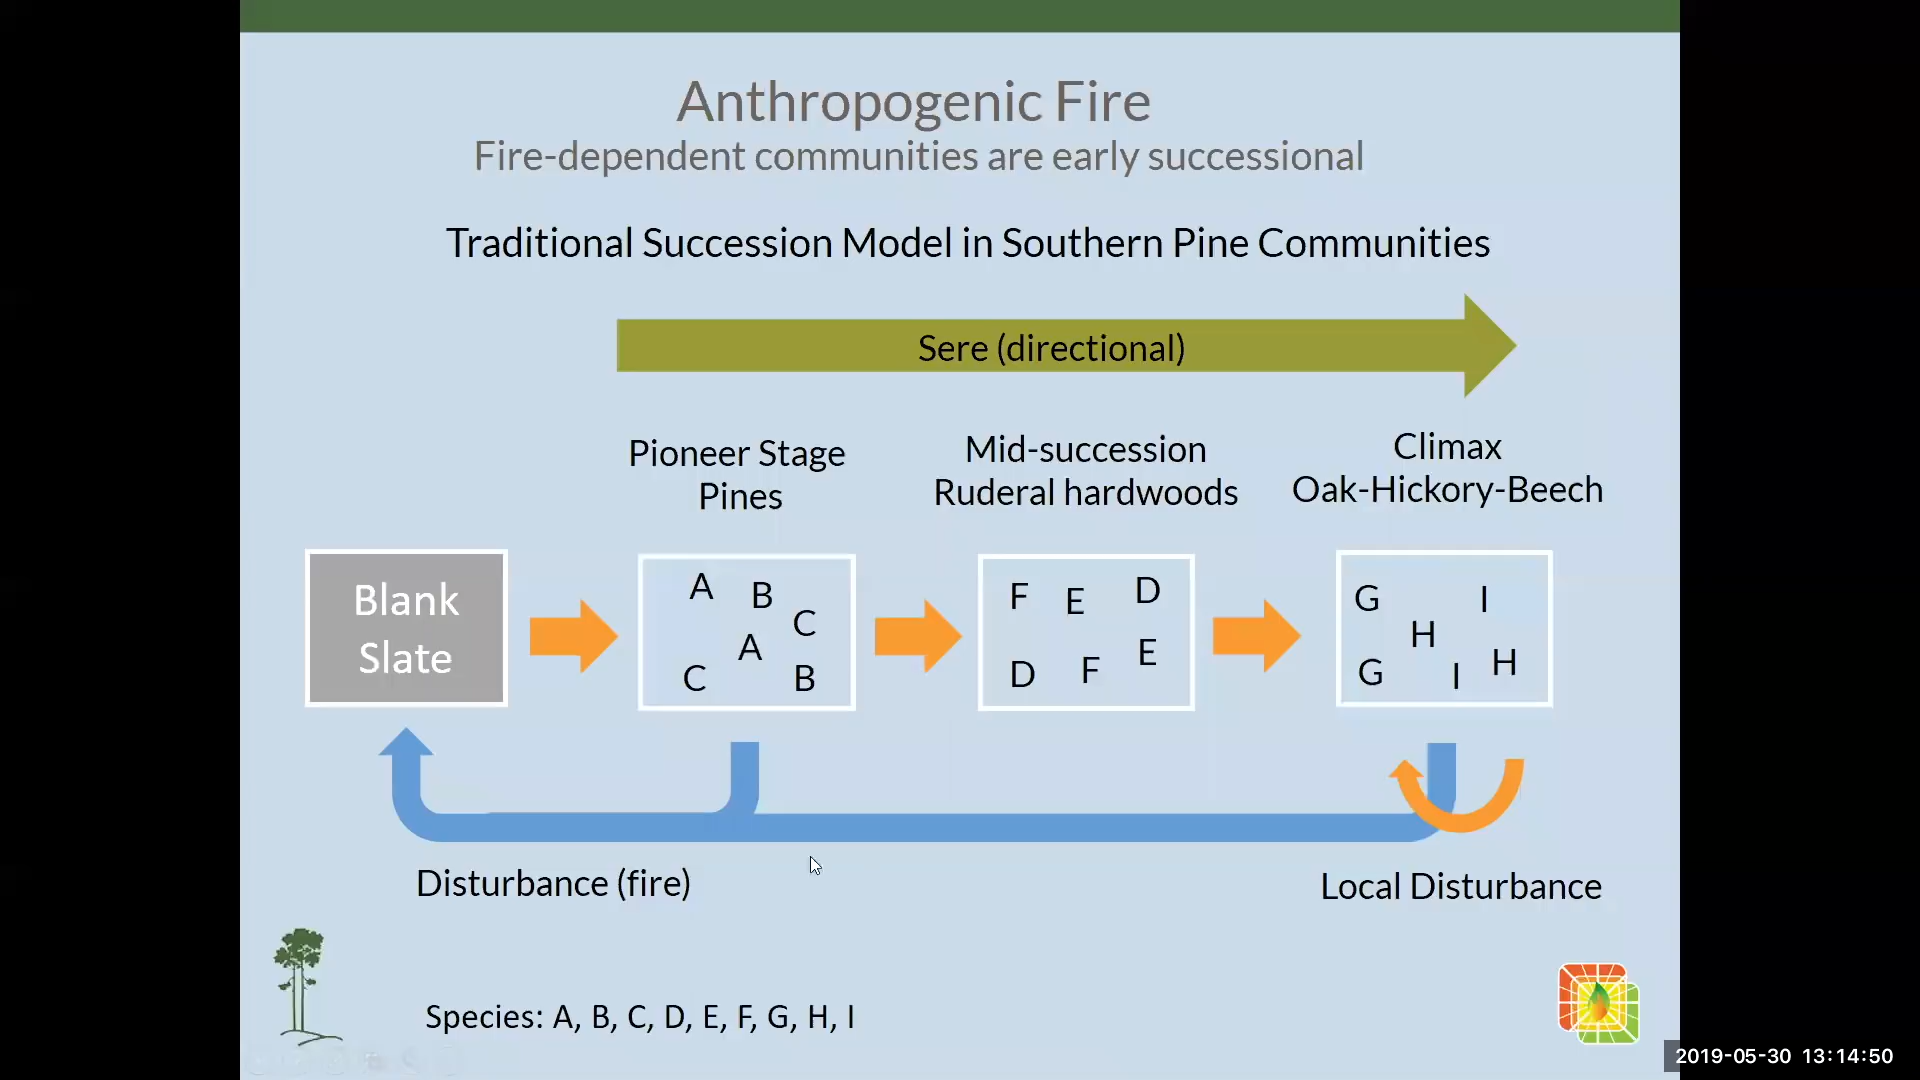 Anthropogenic Fire
Fire-dependent communities are early successional
Traditional Succession Model in Southern Pine Communities
Sere (directional)
Pioneer Stage
Pines
Mid-succession
Ruderal hardwoods
Climax
Oak-Hickory-Beech
Blank
Slate
A B
C
A
C B
F E D
E
D F
G I
H
H
G I
Disturbance (fire)
Local Disturbance
Species: A, B, C, D, E, F, G, H, I
2019-05-30 13:14:50